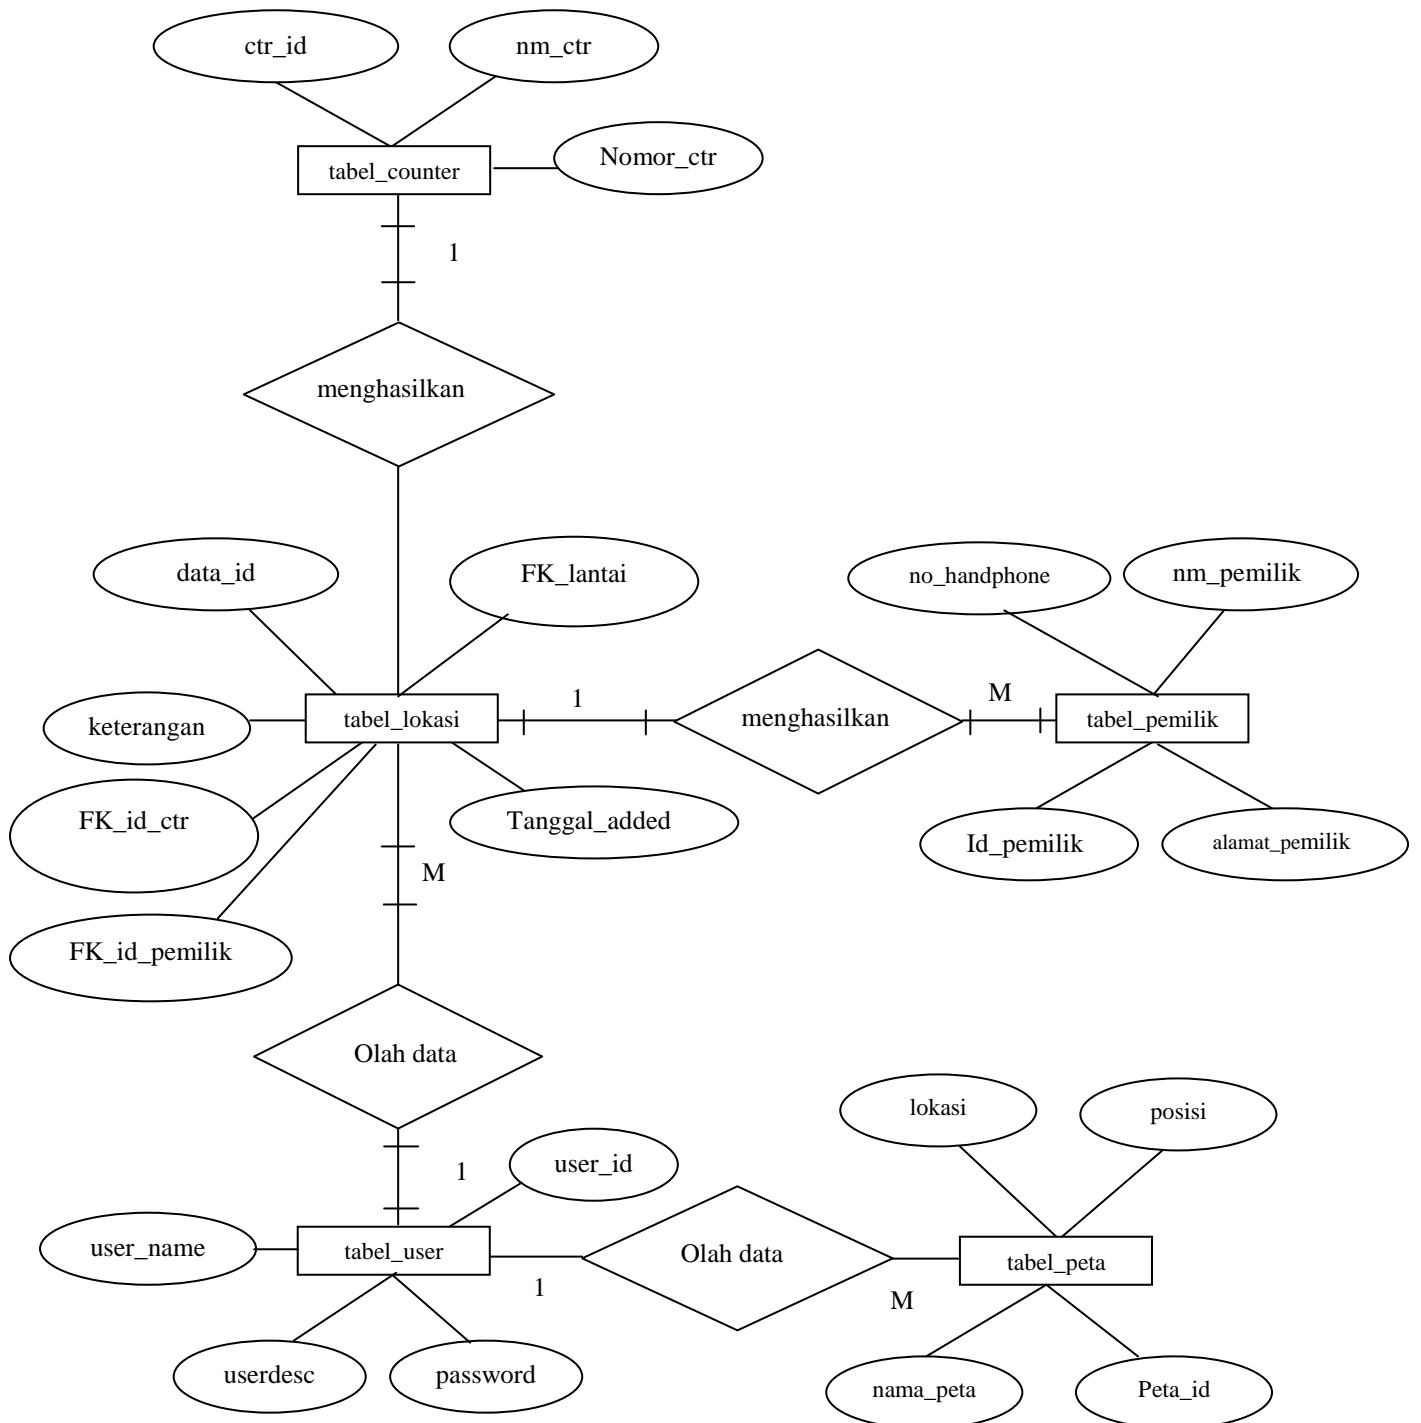 ctr_id
nm_ctr
Nomor_ctr
tabel_counter
1
menghasilkan
data_id
FK_lantai
no_handphone
nm_pemilik
keterangan
tabel_lokasi
1
menghasilkan
M
tabel_pemilik
FK_id_ctr
Tanggal_added
Id_pemilik
alamat_pemilik
M
FK_id_pemilik
Olah data
lokasi
posisi
1
user_id
user_name
tabel_user
1
Olah data
M
tabel_peta
userdesc
password
nama_peta
Peta_id